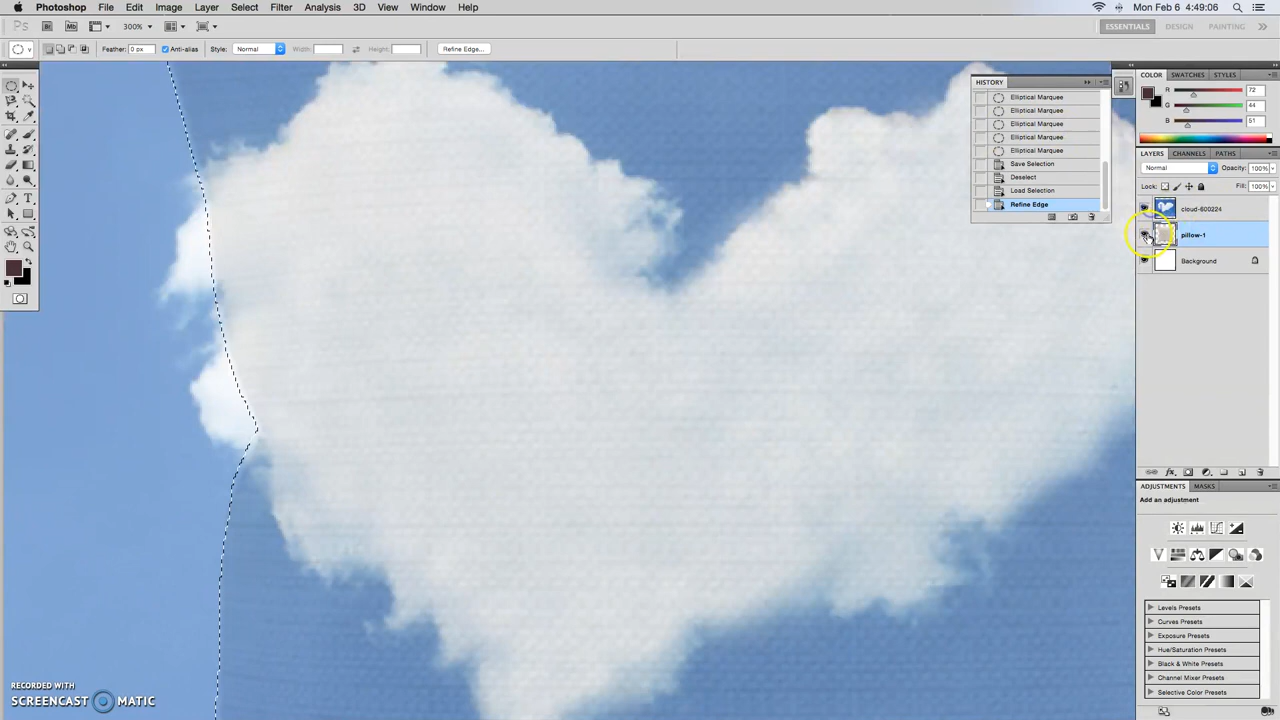 Photoshop File Edit Image Layer Select Filter Analysis 3D View Window Help Mon Feb 6 4:49:06
Ps Br Mb 300% ESSENTIALS DESIGN PAINTING
Feather: 0 px Anti-alias Style: Normal Width: Height: Refine Edge...
HISTORY
Elliptical Marquee
Elliptical Marquee
Elliptical Marquee
Elliptical Marquee
Elliptical Marquee
Save Selection
Deselect
Load Selection
Refine Edge
COLOR SWATCHES STYLES
R 72
G 44
B 51
LAYERS CHANNELS PATHS
Normal Opacity: 100%
Lock: Fill: 100%
cloud-600224
pillow-1
Background
ADJUSTMENTS MASKS
Add an adjustment
Levels Presets
Curves Presets
Exposure Presets
Hue/Saturation Presets
Black & White Presets
Channel Mixer Presets
Selective Color Presets
RECORDED WITH
SCREENCAST MATIC